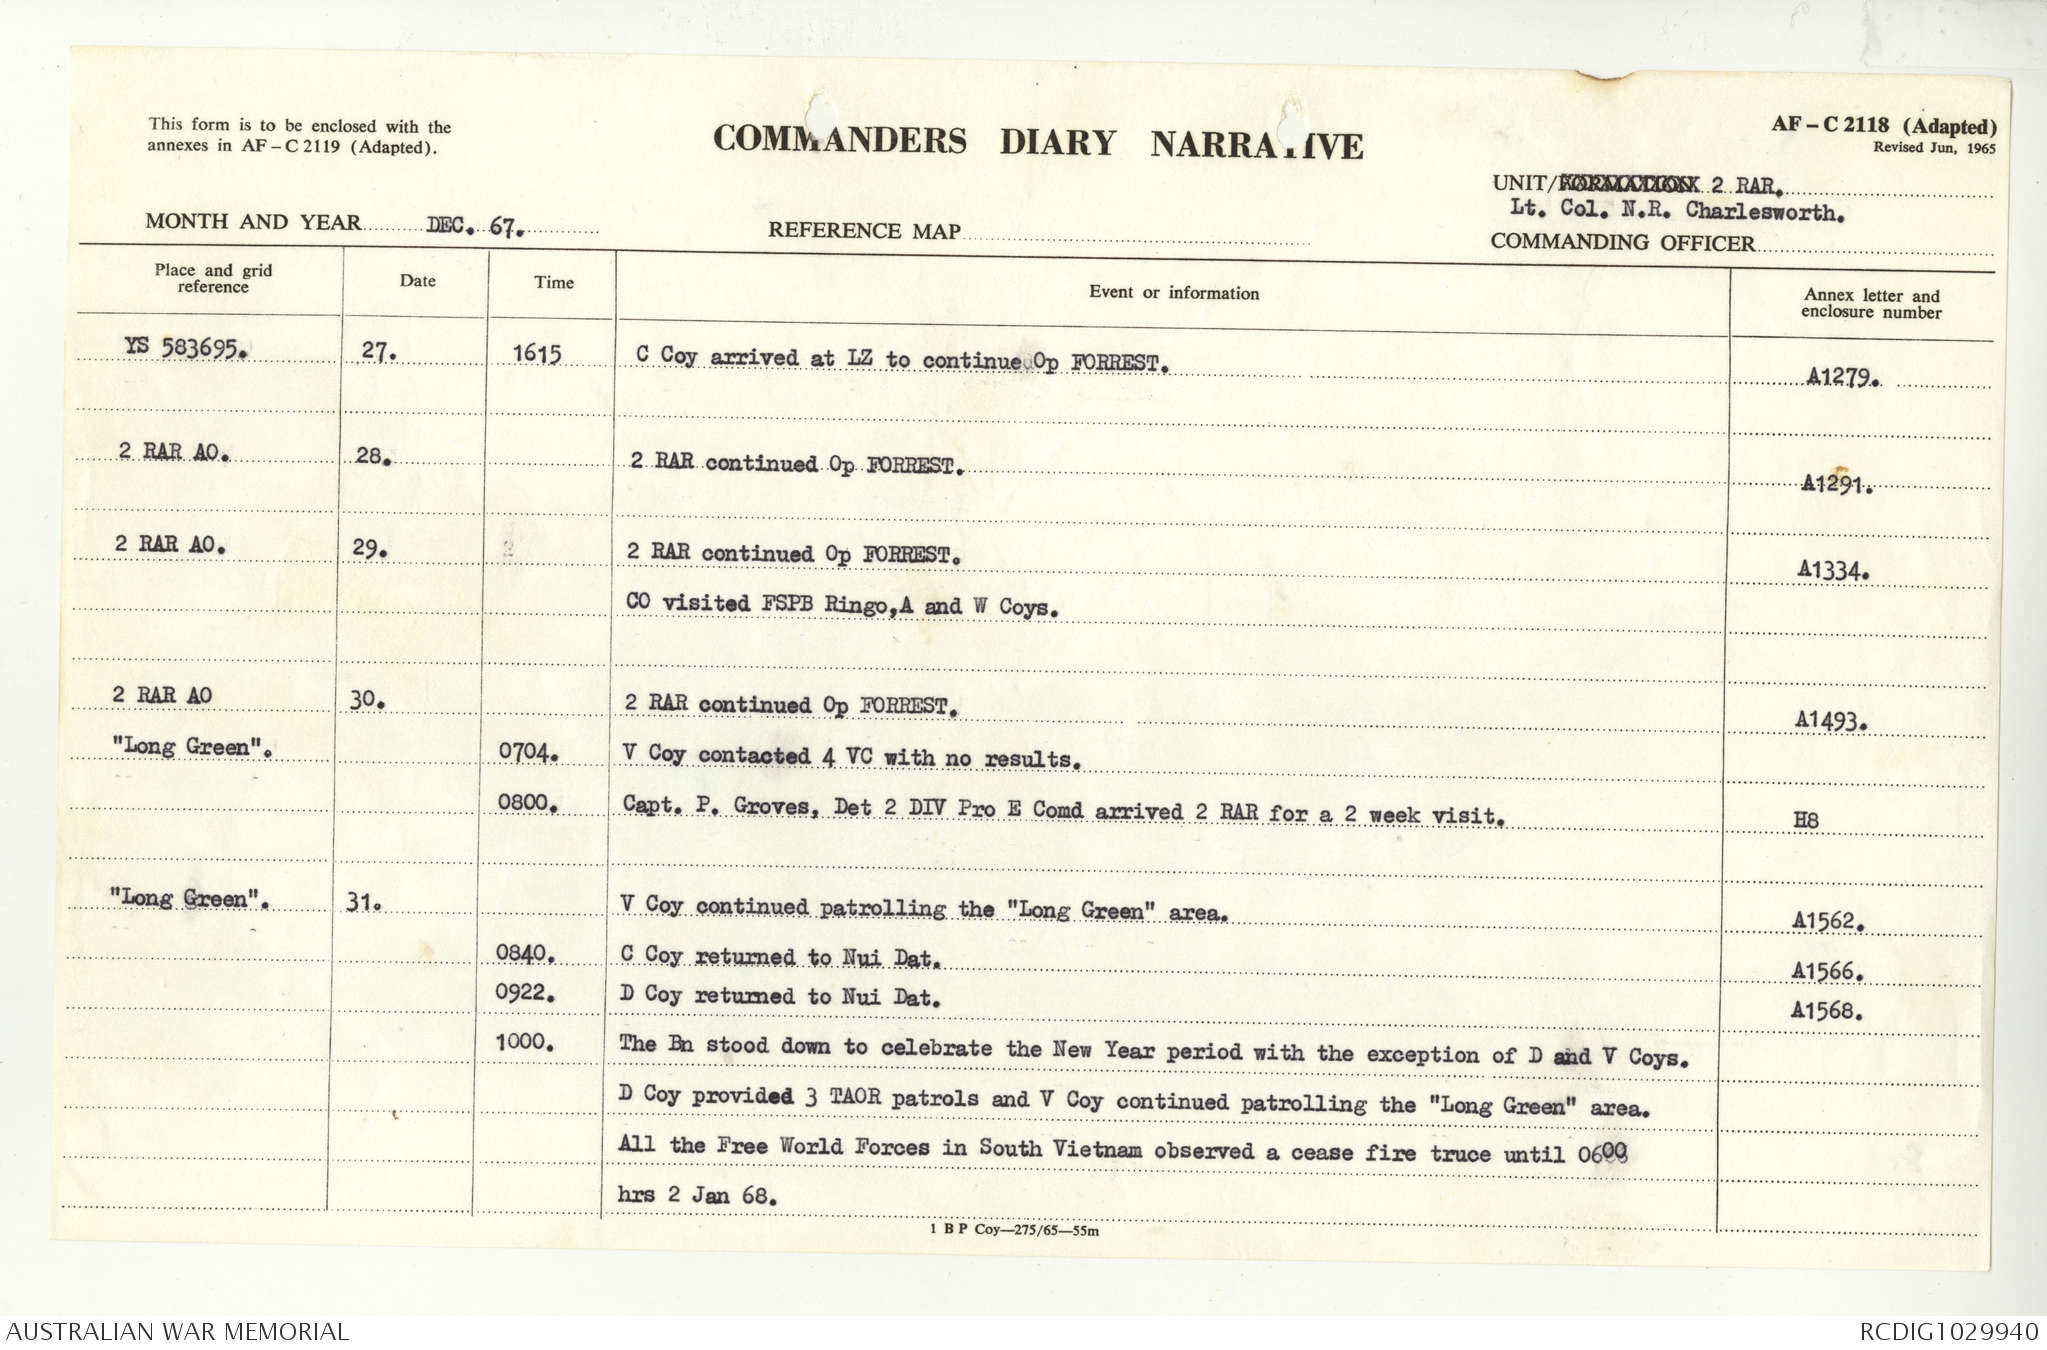 This form is to be enclosed with the
annexes in AF – C 2119 (Adapted).
COMMANDERS DIARY NARRATIVE
AF – C 2118 (Adapted)
Revised Jun, 1965
UNIT/FORMATION 2 RAR.
Lt. Col. N.R. Charlesworth.
MONTH AND YEAR DEC. 67.
REFERENCE MAP
COMMANDING OFFICER
Place and grid reference Date Time Event or information Annex letter and enclosure number
YS 583695. 27. 1615 C Coy arrived at LZ to continue Op FORREST. A1279.
2 RAR AO. 28. 2 RAR continued Op FORREST. A1291.
2 RAR AO. 29. 2 RAR continued Op FORREST. A1334.
CO visited FSPB Ringo,A and W Coys.
2 RAR AO 30. 2 RAR continued Op FORREST. A1493.
"Long Green". 0704. V Coy contacted 4 VC with no results.
0800. Capt. P. Groves, Det 2 DIV Pro E Comd arrived 2 RAR for a 2 week visit. H8
"Long Green". 31. V Coy continued patrolling the "Long Green" area. A1562.
0840. C Coy returned to Nui Dat. A1566.
0922. D Coy returned to Nui Dat. A1568.
1000. The Bn stood down to celebrate the New Year period with the exception of D and V Coys.
D Coy provided 3 TAOR patrols and V Coy continued patrolling the "Long Green" area.
All the Free World Forces in South Vietnam observed a cease fire truce until 0600
hrs 2 Jan 68.
1 B P Coy—275/65—55m
AUSTRALIAN WAR MEMORIAL
RCDIG1029940